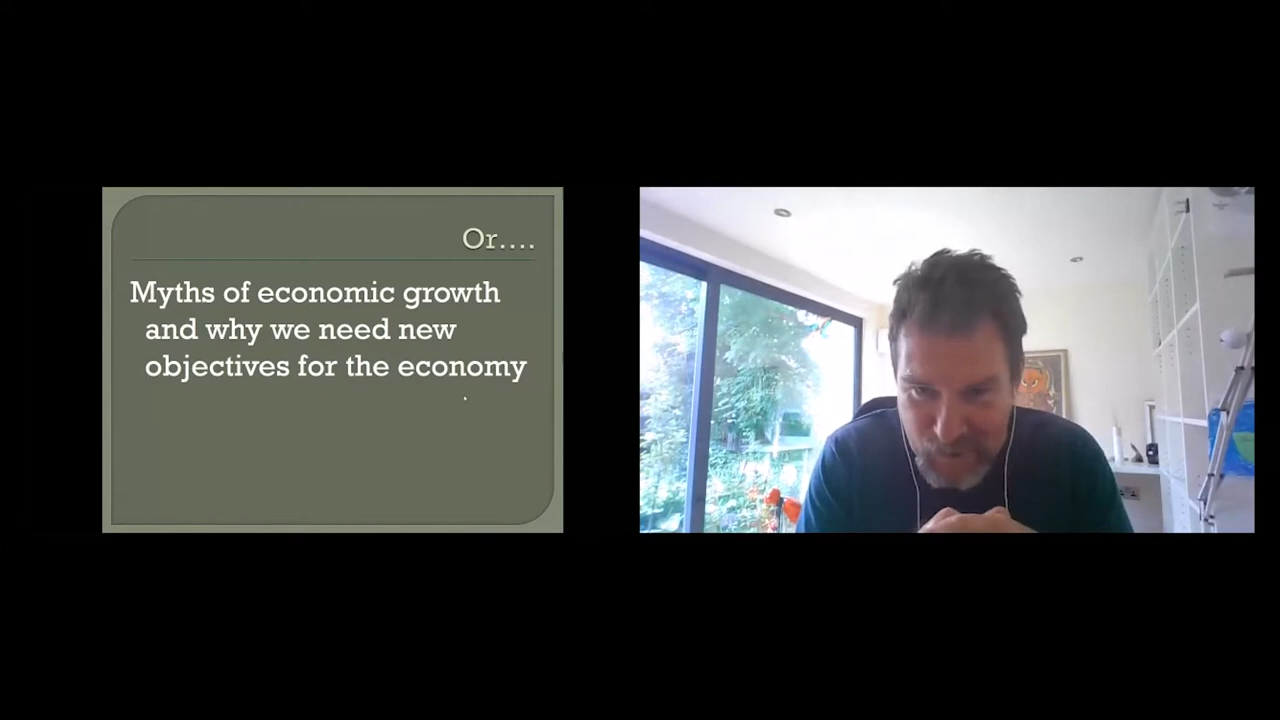 Or....
Myths of economic growth
and why we need new
objectives for the economy